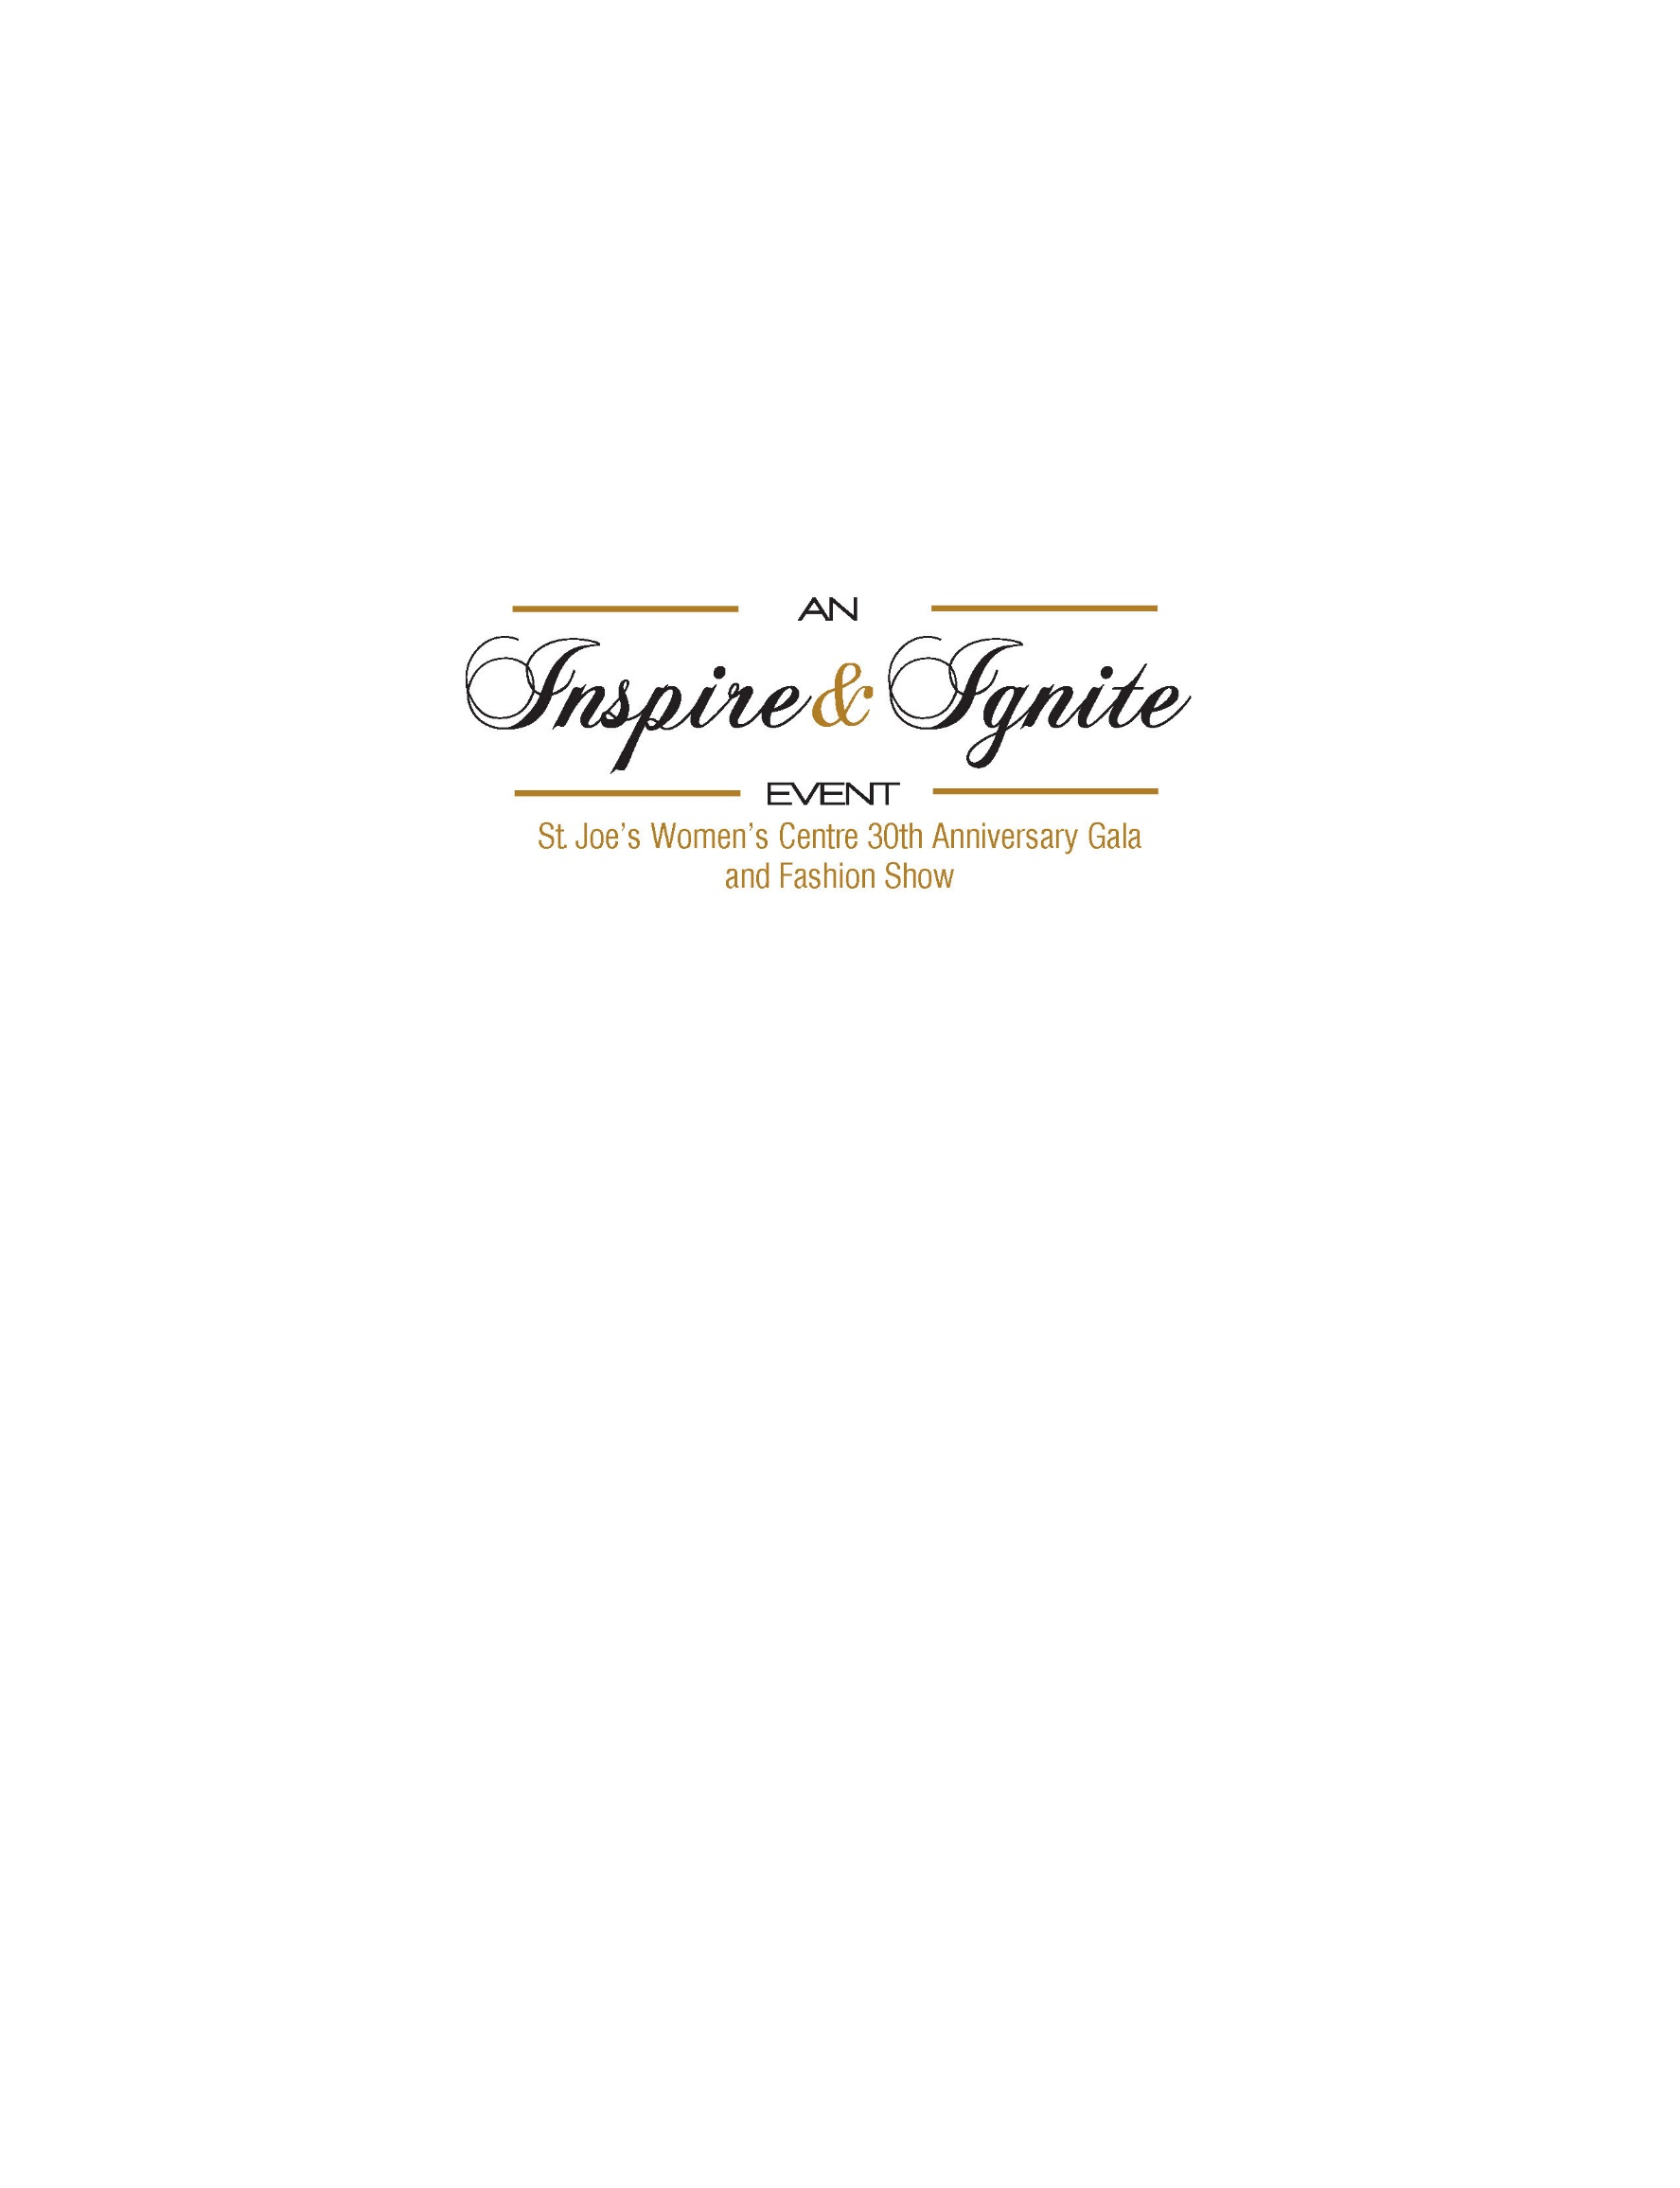 AN
Inspire & Ignite
EVENT
St. Joe's Women's Centre 30th Anniversary Gala
and Fashion Show